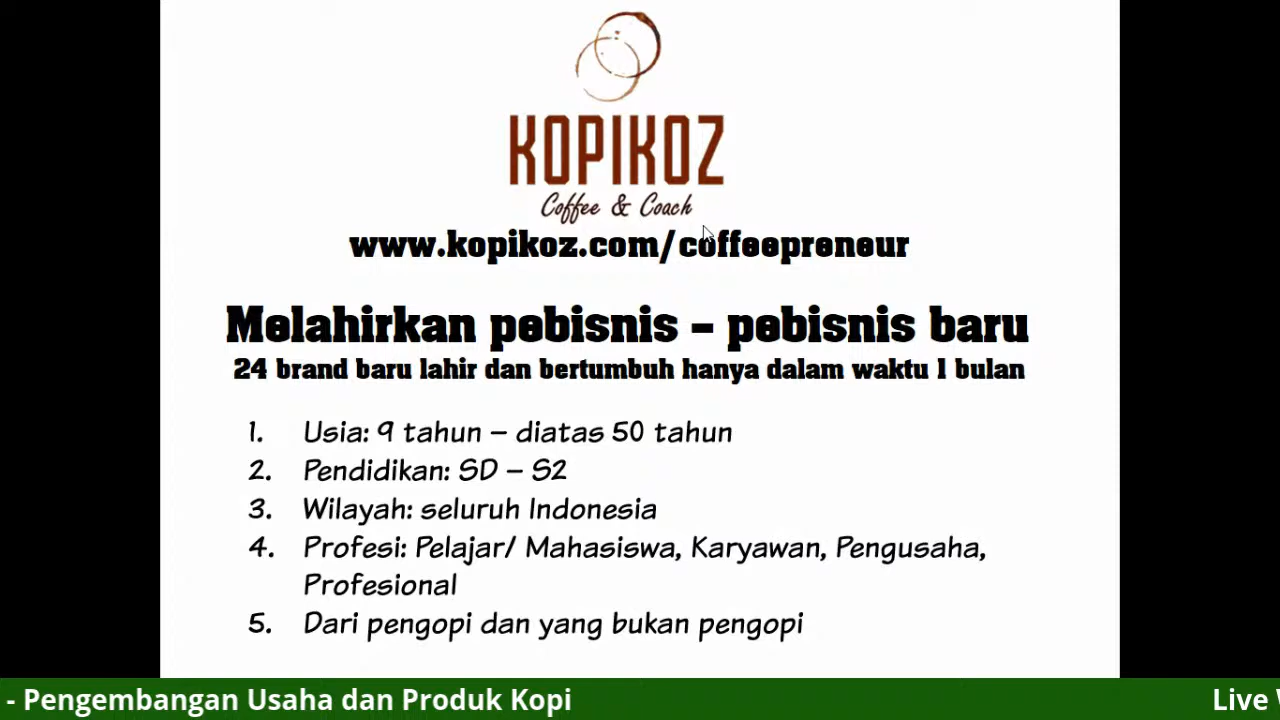 KOPIKOZ
Coffee & Coach
www.kopikoz.com/coffeepreneur
Melahirkan pebisnis – pebisnis baru
24 brand baru lahir dan bertumbuh hanya dalam waktu 1 bulan
1. Usia: 9 tahun – diatas 50 tahun
2. Pendidikan: SD – S2
3. Wilayah: seluruh Indonesia
4. Profesi: Pelajar/ Mahasiswa, Karyawan, Pengusaha,
Profesional
5. Dari pengopi dan yang bukan pengopi
- Pengembangan Usaha dan Produk Kopi Live